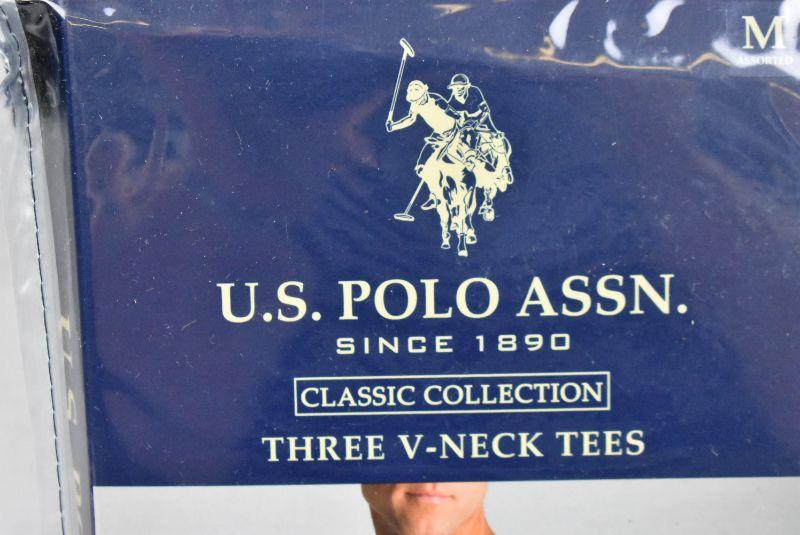 M
ASSORTED
U.S. POLO ASSN.
SINCE 1890
CLASSIC COLLECTION
THREE V-NECK TEES